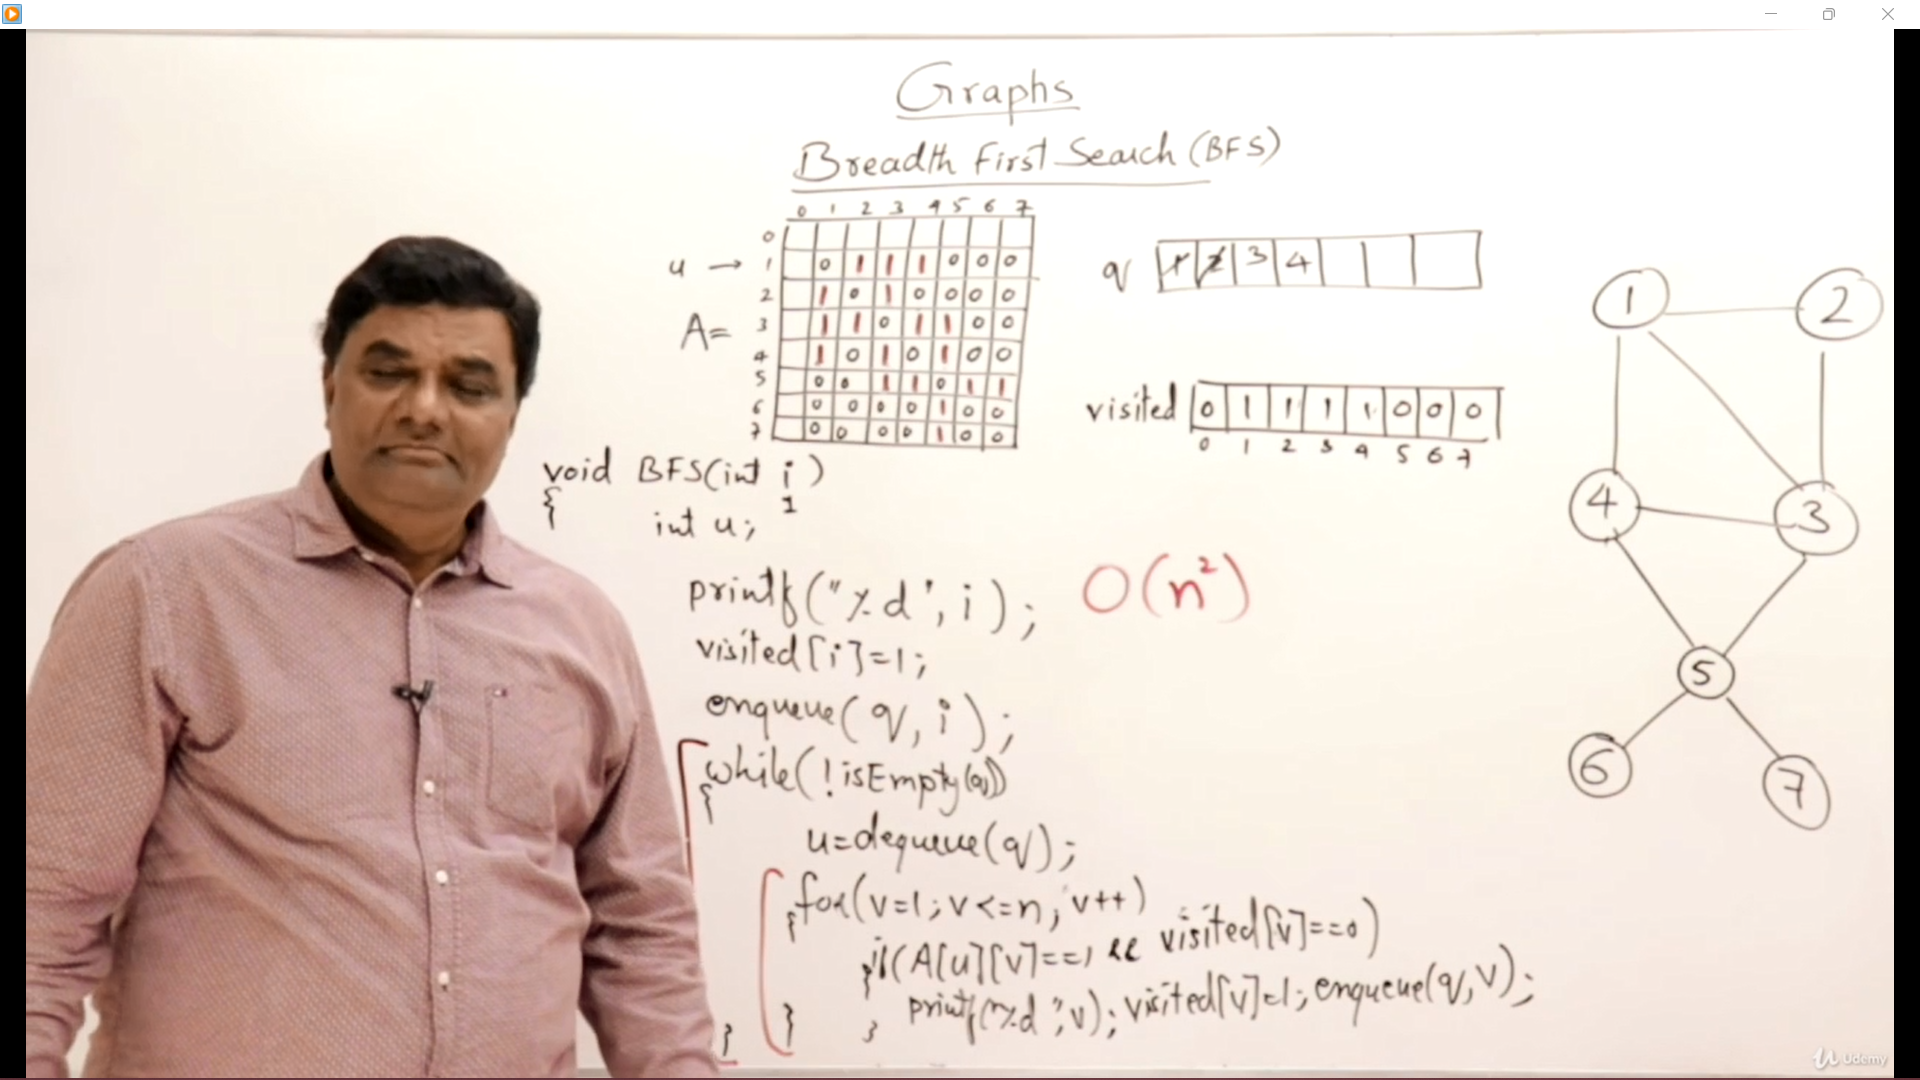 Graphs
Breadth First Search (BFS)
0 1 2 3 4 5 6 7
0
u → 1 0 1 1 1 0 0 0
2 1 0 1 0 0 0 0
A= 3 1 1 0 1 1 0 0
4 1 0 1 0 1 0 0
5 0 0 1 1 0 1 1
6 0 0 0 0 1 0 0
7 0 0 0 0 1 0 0
q 1 2 3 4
visited 0 1 1 1 1 0 0 0
0 1 2 3 4 5 6 7
void BFS(int i)
1
{ int u;
printf("%d", i);
visited[i]=1;
enqueue(q, i);
while(!isEmpty(q))
{
u=dequeue(q);
for(v=1; v<=n; v++)
{
if(A[u][v]==1 && visited[v]==0)
{
printf("%d", v); visited[v]=1; enqueue(q, v);
}
}
}
O(n²)
1
2
4
3
5
6
7
Udemy